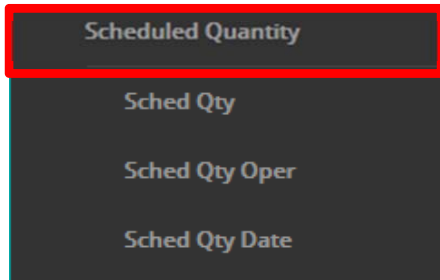 Scheduled Quantity
Sched Qty
Sched Qty Oper
Sched Qty Date